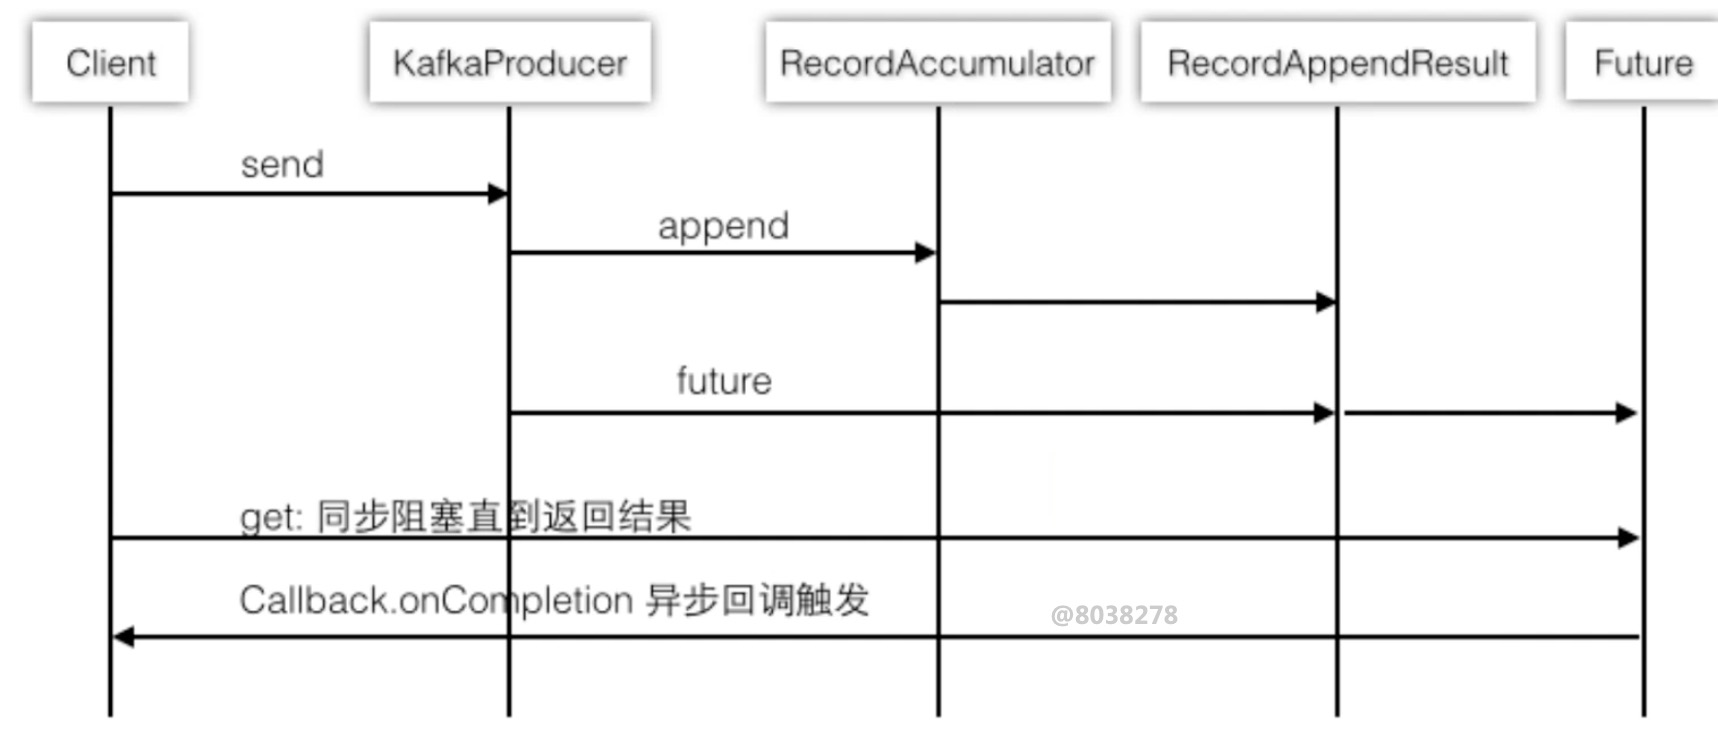 Client
KafkaProducer
RecordAccumulator
RecordAppendResult
Future
send
append
future
get: 同步阻塞直到返回结果
Callback.onCompletion 异步回调触发
@8038278